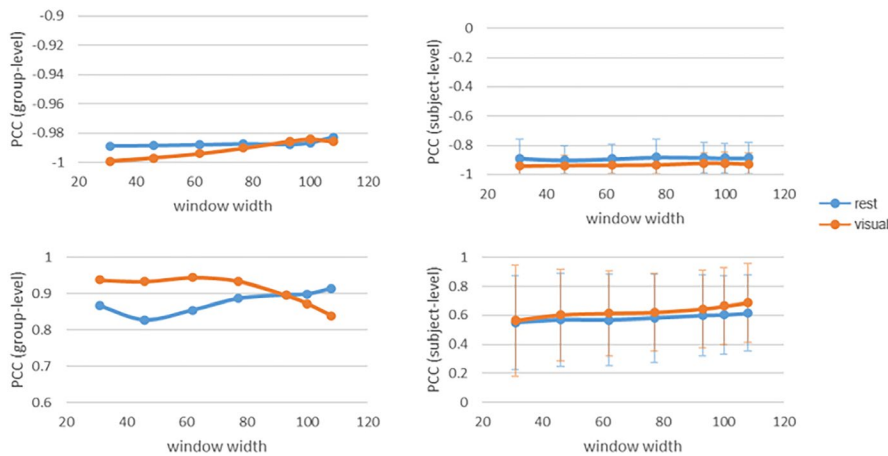 PCC (group-level)
-0.9
-0.92
-0.94
-0.96
-0.98
-1
20 40 60 80 100 120
window width
PCC (subject-level)
0
-0.2
-0.4
-0.6
-0.8
-1
20 40 60 80 100 120
window width
rest
visual
PCC (group-level)
1
0.9
0.8
0.7
0.6
20 40 60 80 100 120
window width
PCC (subject-level)
1
0.8
0.6
0.4
0.2
0
20 40 60 80 100 120
window width